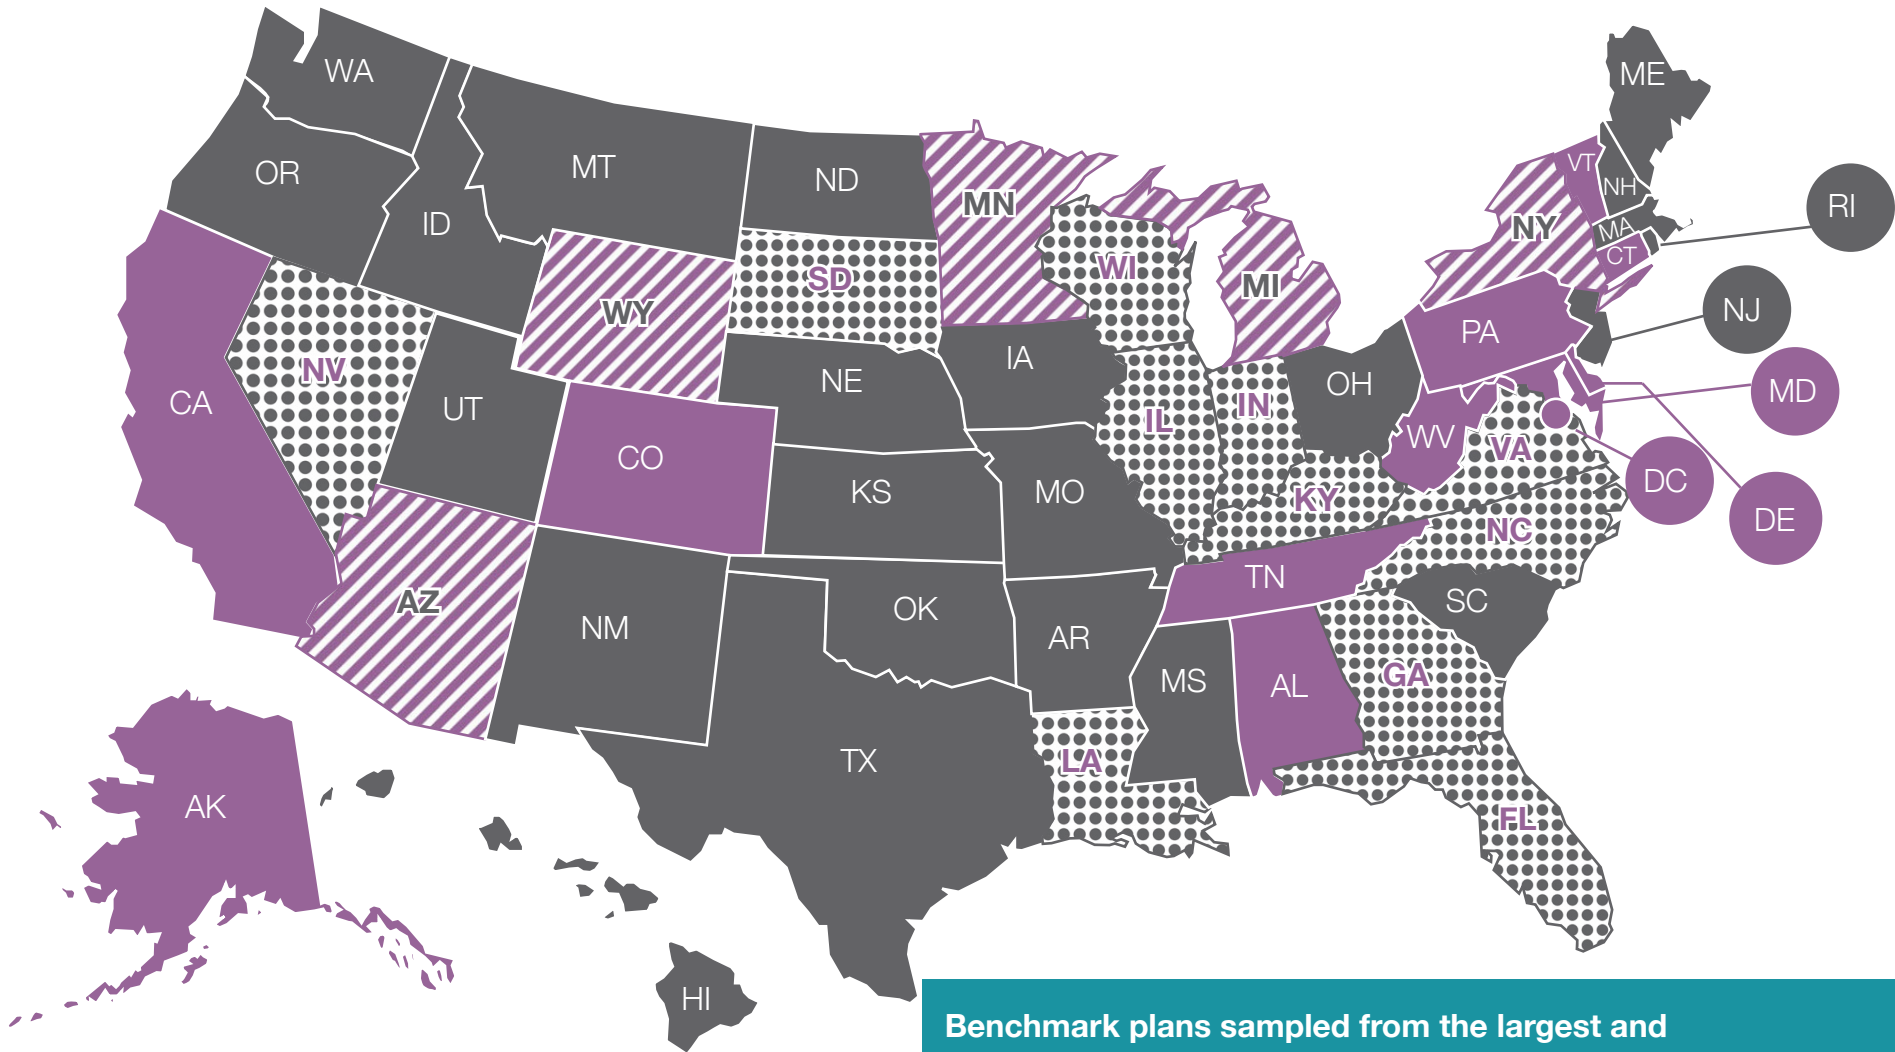 WA
ME
MT
VT
OR
ND
NH
MN
RI
ID
NY
MA
CT
WI
SD
MI
WY
NJ
PA
IA
NV
NE
OH
MD
CA
UT
IN
IL
WV
VA
CO
DC
KS
MO
KY
DE
NC
TN
AZ
SC
OK
NM
AR
GA
MS
AL
TX
LA
AK
FL
HI
Benchmark plans sampled from the largest and